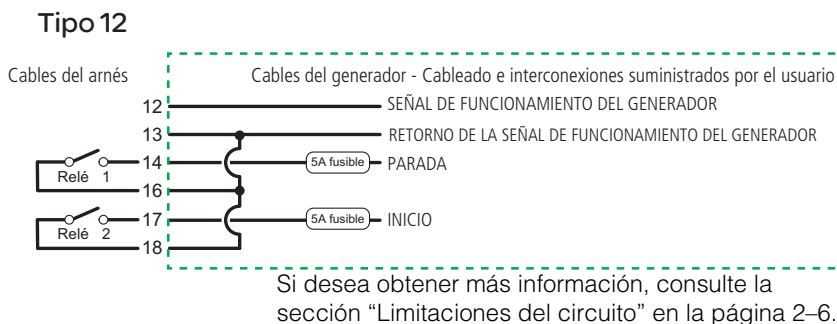 Tipo 12
Cables del arnés
Cables del generador - Cableado e interconexiones suministrados por el usuario
12
SEÑAL DE FUNCIONAMIENTO DEL GENERADOR
13
RETORNO DE LA SEÑAL DE FUNCIONAMIENTO DEL GENERADOR
14
5A fusible
PARADA
Relé 1
16
17
5A fusible
INICIO
Relé 2
18
Si desea obtener más información, consulte la
sección “Limitaciones del circuito” en la página 2–6.